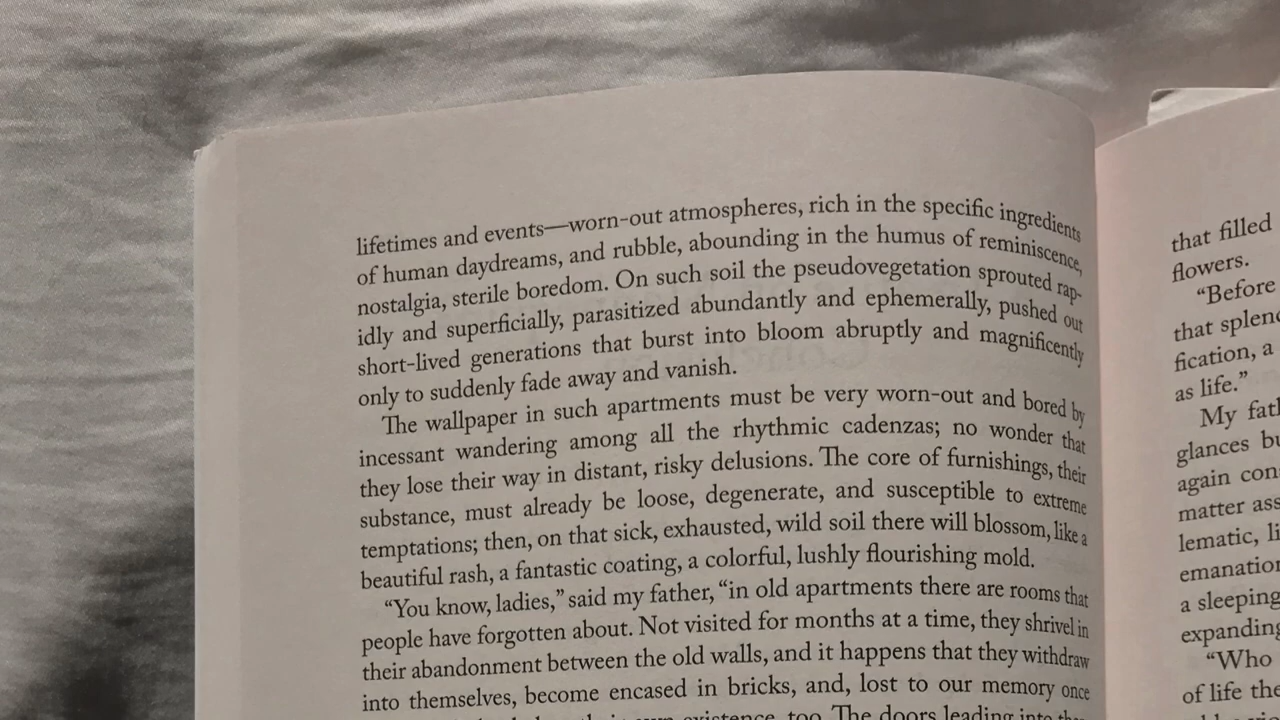 lifetimes and events—worn-out atmospheres, rich in the specific ingredients
of human daydreams, and rubble, abounding in the humus of reminiscence,
nostalgia, sterile boredom. On such soil the pseudovegetation sprouted rap-
idly and superficially, parasitized abundantly and ephemerally, pushed out
short-lived generations that burst into bloom abruptly and magnificently
only to suddenly fade away and vanish.
The wallpaper in such apartments must be very worn-out and bored by
incessant wandering among all the rhythmic cadenzas; no wonder that
they lose their way in distant, risky delusions. The core of furnishings, their
substance, must already be loose, degenerate, and susceptible to extreme
temptations; then, on that sick, exhausted, wild soil there will blossom, like a
beautiful rash, a fantastic coating, a colorful, lushly flourishing mold.
“You know, ladies,” said my father, “in old apartments there are rooms that
people have forgotten about. Not visited for months at a time, they shrivel in
their abandonment between the old walls, and it happens that they withdraw
into themselves, become encased in bricks, and, lost to our memory once
existence, too. The doors leading into
that filled
flowers.
“Before
that
fication, a
as life.”
My
glances
again
matter
lematic,
a sleeping
expanding
“Who
of life